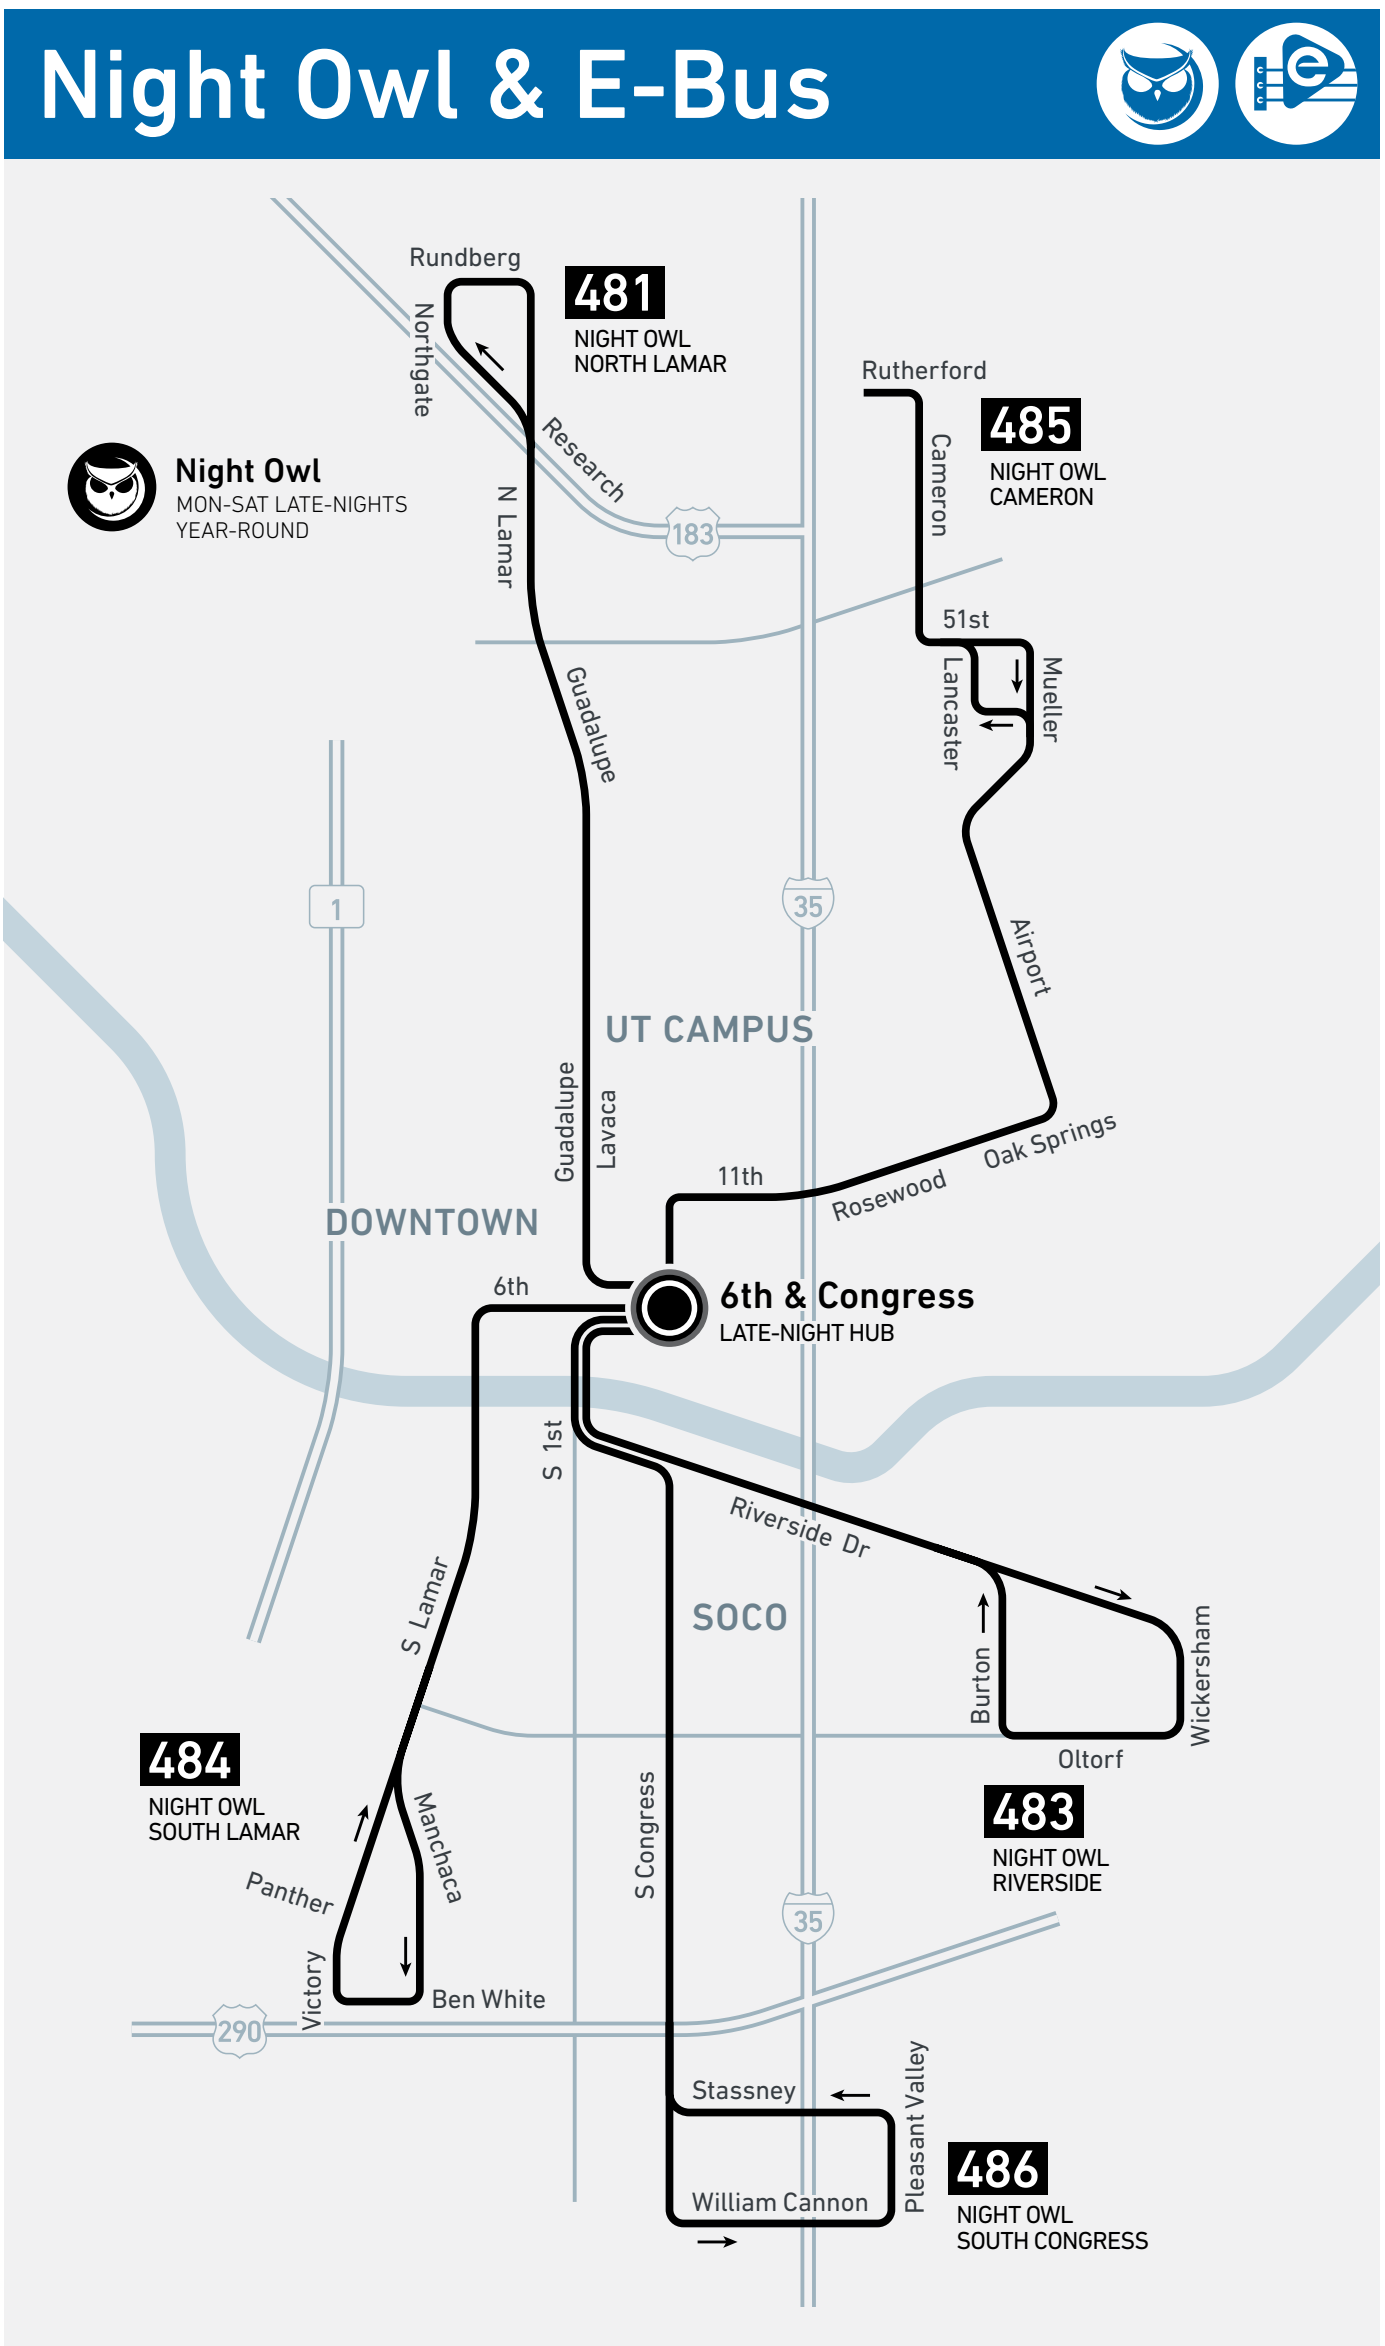 Night Owl & E-Bus
e
c
c
c
Rundberg
481
NIGHT OWL
NORTH LAMAR
Northgate
Rutherford
485
NIGHT OWL
CAMERON
Cameron
Research
Night Owl
MON-SAT LATE-NIGHTS
YEAR-ROUND
N Lamar
183
51st
Lancaster
Mueller
Guadalupe
1
35
Airport
UT CAMPUS
Guadalupe
Lavaca
Oak Springs
11th
Rosewood
DOWNTOWN
6th
6th & Congress
LATE-NIGHT HUB
S 1st
Riverside Dr
S Lamar
SOCO
Burton
Wickersham
Oltorf
484
NIGHT OWL
SOUTH LAMAR
Manchaca
S Congress
483
NIGHT OWL
RIVERSIDE
Panther
35
Victory
Ben White
290
Stassney
Pleasant Valley
486
NIGHT OWL
SOUTH CONGRESS
William Cannon